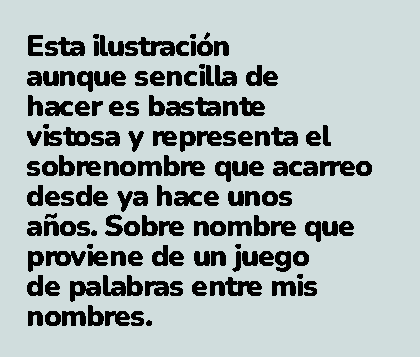 Esta ilustración
aunque sencilla de
hacer es bastante
vistosa y representa el
sobrenombre que acarreo
desde ya hace unos
años. Sobre nombre que
proviene de un juego
de palabras entre mis
nombres.